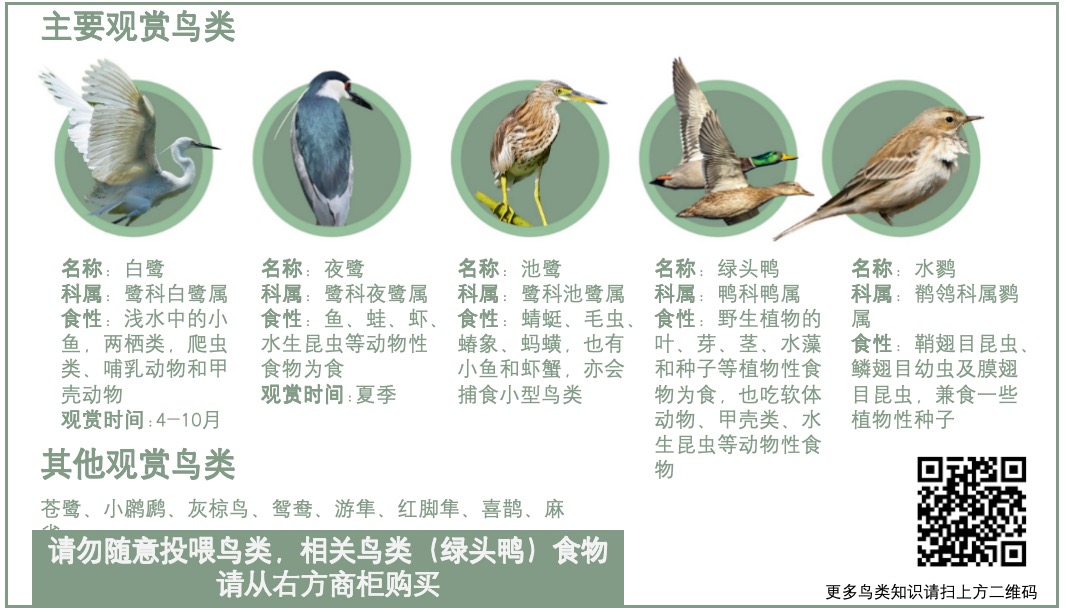 主要观赏鸟类
名称：白鹭
科属：鹭科白鹭属
食性：浅水中的小
鱼，两栖类，爬虫
类、哺乳动物和甲
壳动物
观赏时间：4—10月
名称：夜鹭
科属：鹭科夜鹭属
食性：鱼、蛙、虾、
水生昆虫等动物性
食物为食
观赏时间：夏季
名称：池鹭
科属：鹭科池鹭属
食性：蜻蜓、毛虫、
蝽象、蚂蟥，也有
小鱼和虾蟹，亦会
捕食小型鸟类
名称：绿头鸭
科属：鸭科鸭属
食性：野生植物的
叶、芽、茎、水藻
和种子等植物性食
物为食，也吃软体
动物、甲壳类、水
生昆虫等动物性食
物
名称：水鹨
科属：鹡鸰科属鹨
属
食性：鞘翅目昆虫、
鳞翅目幼虫及膜翅
目昆虫，兼食一些
植物性种子
其他观赏鸟类
苍鹭、小䴙䴘、灰椋鸟、鸳鸯、游隼、红脚隼、喜鹊、麻
请勿随意投喂鸟类，相关鸟类（绿头鸭）食物
请从右方商柜购买
更多鸟类知识请扫上方二维码